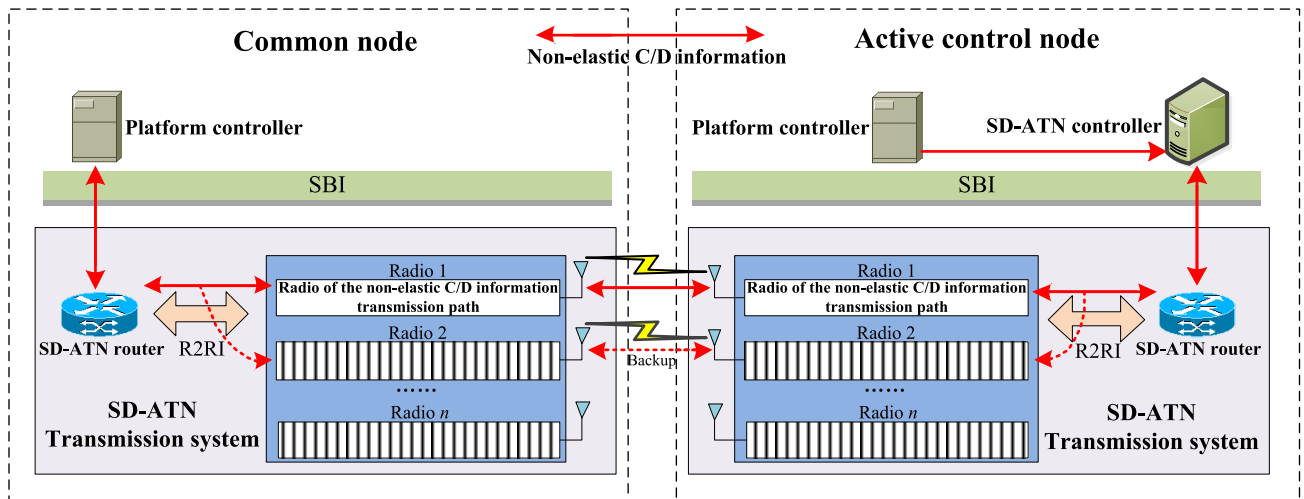 Common node
Non-elastic C/D information
Active control node
Platform controller
SBI
Platform controller
SD-ATN controller
SBI
SD-ATN router
R2RI
SD-ATN
Transmission system
Radio 1
Radio of the non-elastic C/D information
transmission path
Radio 2
......
Radio n
Backup
Radio 1
Radio of the non-elastic C/D information
transmission path
Radio 2
......
Radio n
R2RI
SD-ATN router
SD-ATN
Transmission system